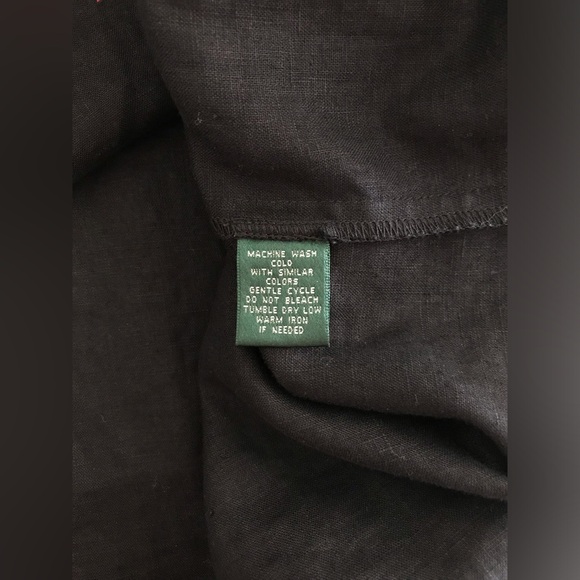 MACHINE WASH
COLD
WITH SIMILAR
COLORS
GENTLE CYCLE
DO NOT BLEACH
TUMBLE DRY LOW
WARM IRON
IF NEEDED